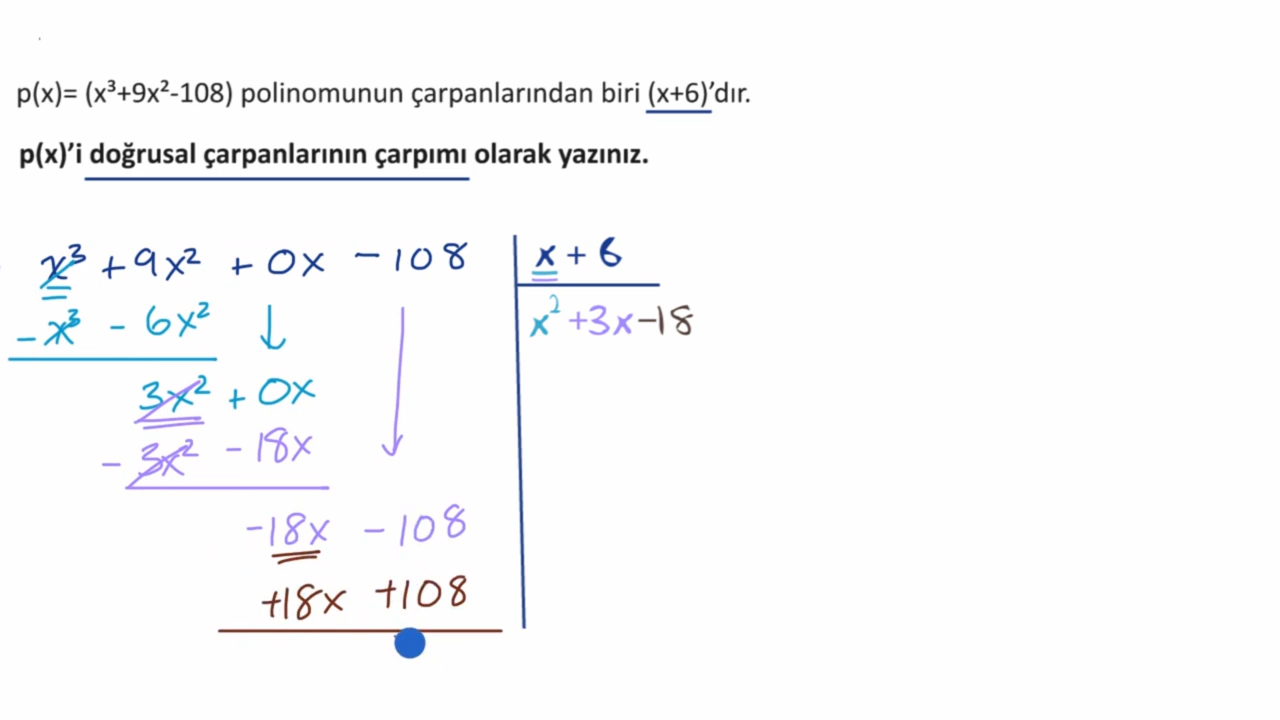 p(x)= (x³+9x²-108) polinomunun çarpanlarından biri (x+6)'dır.
p(x)'i doğrusal çarpanlarının çarpımı olarak yazınız.
x³ + 9x² + 0x - 108 x + 6
- x³ - 6x² x² +3x -18
3x² + 0x
- 3x² - 18x
-18x - 108
+18x +108